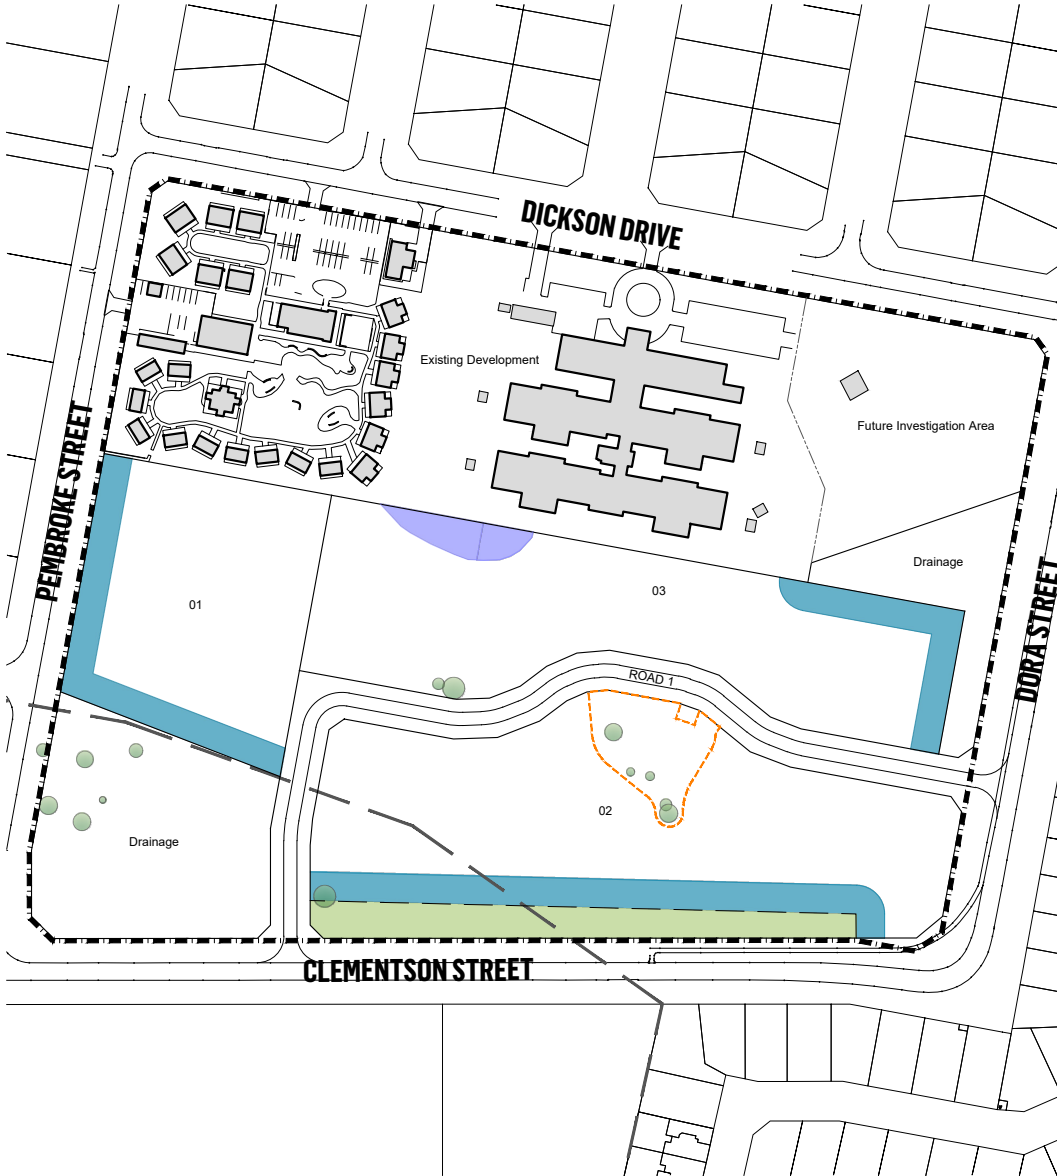 DICKSON DRIVE
Existing Development
Future Investigation Area
PEMBROKE STREET
Drainage
DORA STREET
01
03
ROAD 1
02
Drainage
CLEMENTSON STREET